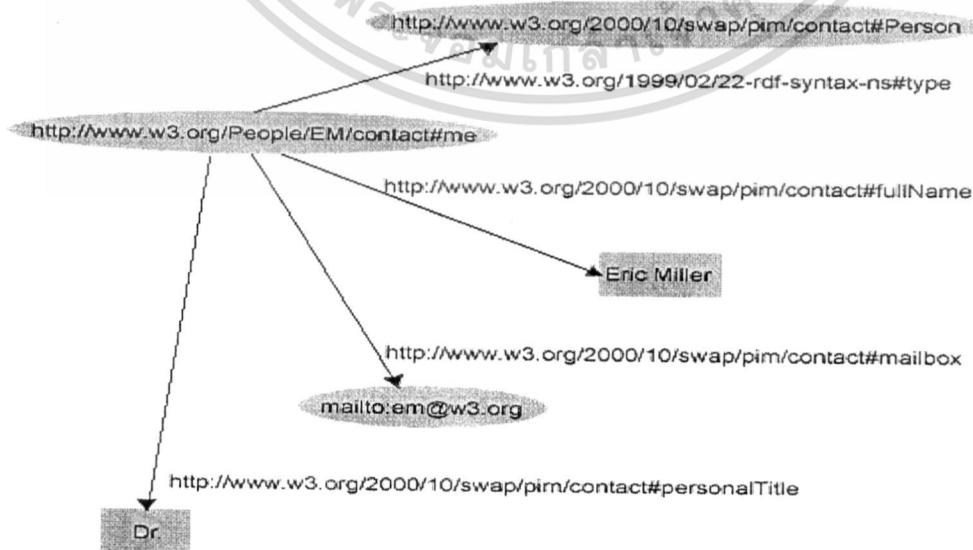 http://www.w3.org/2000/10/swap/pim/contact#Person
http://www.w3.org/1999/02/22-rdf-syntax-ns#type
http://www.w3.org/People/EM/contact#me
http://www.w3.org/2000/10/swap/pim/contact#fullName
Eric Miller
http://www.w3.org/2000/10/swap/pim/contact#mailbox
mailto:em@w3.org
http://www.w3.org/2000/10/swap/pim/contact#personalTitle
Dr.